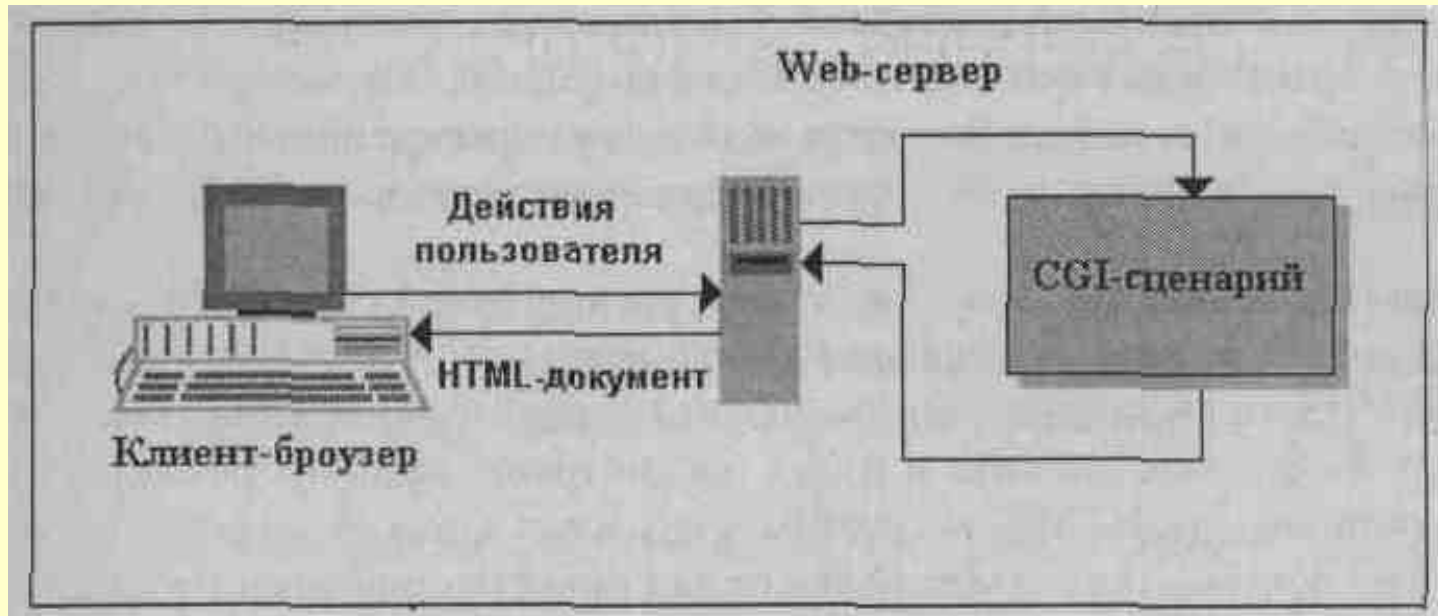 Web-сервер
Действия
пользователя
CGI-сценарий
HTML-документ
Клиент-броузер